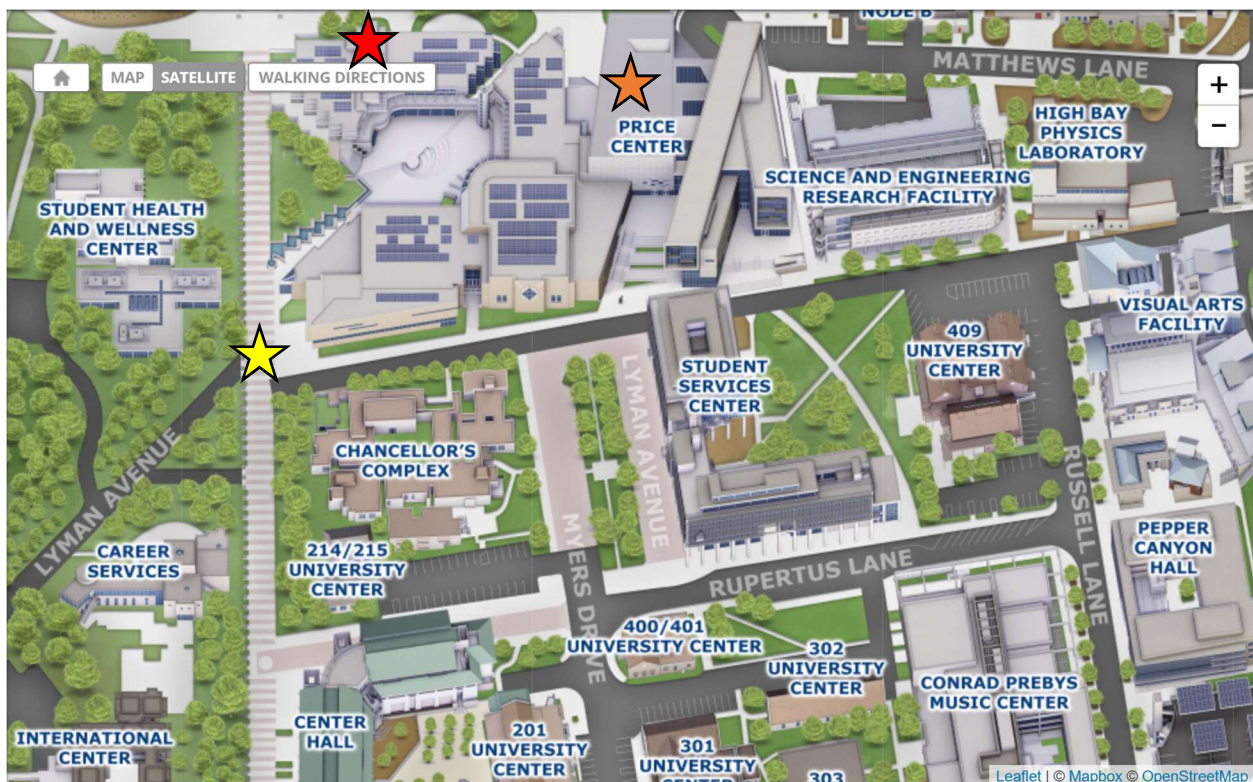 NODE B
MATTHEWS LANE
MAP
SATELLITE
WALKING DIRECTIONS
+
−
PRICE
CENTER
HIGH BAY
PHYSICS
LABORATORY
SCIENCE AND ENGINEERING
RESEARCH FACILITY
STUDENT HEALTH
AND WELLNESS
CENTER
VISUAL ARTS
FACILITY
409
UNIVERSITY
CENTER
STUDENT
SERVICES
CENTER
LYMAN AVENUE
CHANCELLOR'S
COMPLEX
LYMAN AVENUE
RUSSELL LANE
CAREER
SERVICES
214/215
UNIVERSITY
CENTER
MYERS DRIVE
RUPERTUS LANE
PEPPER
CANYON
HALL
400/401
UNIVERSITY CENTER
302
UNIVERSITY
CENTER
CONRAD PREBYS
MUSIC CENTER
INTERNATIONAL
CENTER
CENTER
HALL
201
UNIVERSITY
CENTER
301
UNIVERSITY
CENTER
303
Leaflet | © Mapbox © OpenStreetMap